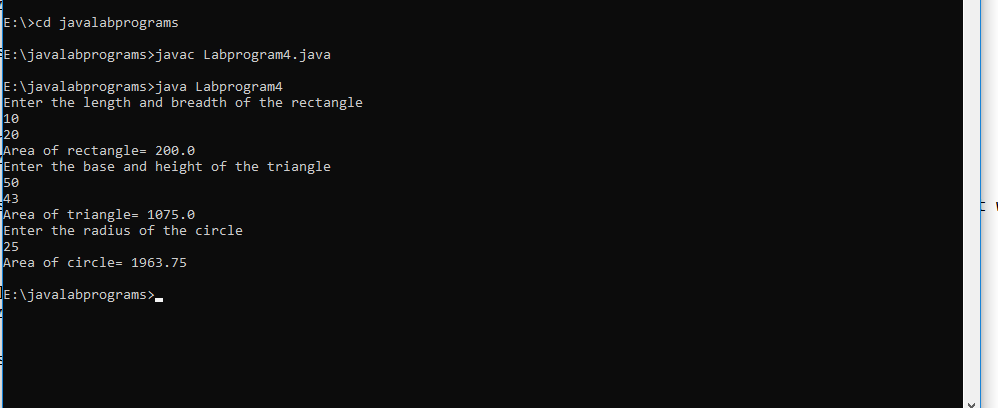 E:\>cd javalabprograms
E:\javalabprograms>javac Labprogram4.java
E:\javalabprograms>java Labprogram4
Enter the length and breadth of the rectangle
10
20
Area of rectangle= 200.0
Enter the base and height of the triangle
50
43
Area of triangle= 1075.0
Enter the radius of the circle
25
Area of circle= 1963.75
E:\javalabprograms>